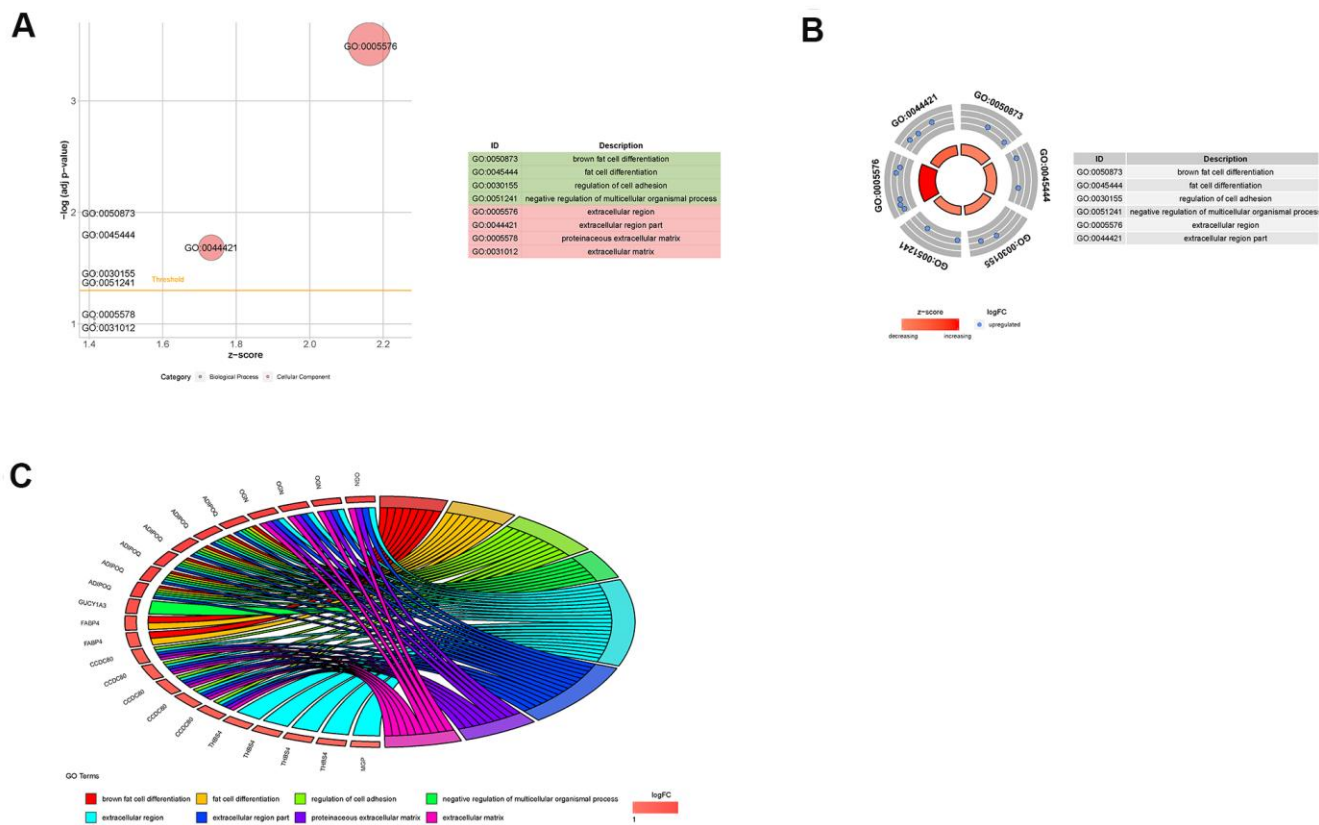 A
GO:0005576
3
−log (adj p−value)
GO:0050873
2
GO:0045444
GO:0044421
GO:0030155
GO:0051241
Threshold
GO:0005578
1
GO:0031012
1.4 1.6 1.8 2.0 2.2
z−score
Category Biological Process Cellular Component
ID Description
GO:0050873 brown fat cell differentiation
GO:0045444 fat cell differentiation
GO:0030155 regulation of cell adhesion
GO:0051241 negative regulation of multicellular organismal process
GO:0005576 extracellular region
GO:0044421 extracellular region part
GO:0005578 proteinaceous extracellular matrix
GO:0031012 extracellular matrix
B
GO:0044421
GO:0050873
GO:0005576
GO:0045444
GO:0051241
GO:0030155
z−score logFC
upregulated
decreasing increasing
ID Description
GO:0050873 brown fat cell differentiation
GO:0045444 fat cell differentiation
GO:0030155 regulation of cell adhesion
GO:0051241 negative regulation of multicellular organismal process
GO:0005576 extracellular region
GO:0044421 extracellular region part
C
NDO
OGN
OGN
OGN
ADIPOQ
ADIPOQ
ADIPOQ
ADIPOQ
ADIPOQ
GUCY1A3
FABP4
FABP4
CCDC80
CCDC80
CCDC80
CCDC80
CCDC80
THBS4
THBS4
THBS4
THBS4
MGP
GO Terms
brown fat cell differentiation fat cell differentiation regulation of cell adhesion negative regulation of multicellular organismal process
extracellular region extracellular region part proteinaceous extracellular matrix extracellular matrix
logFC
1